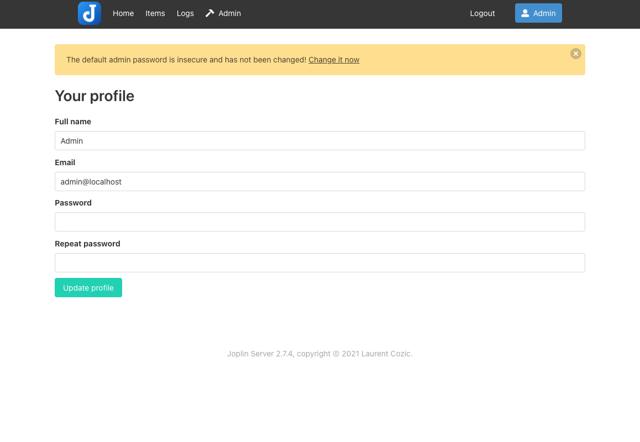 Home Items Logs Admin Logout Admin
The default admin password is insecure and has not been changed! Change it now
Your profile
Full name
Admin
Email
admin@localhost
Password
Repeat password
Update profile
Joplin Server 2.7.4, copyright © 2021 Laurent Cozic.